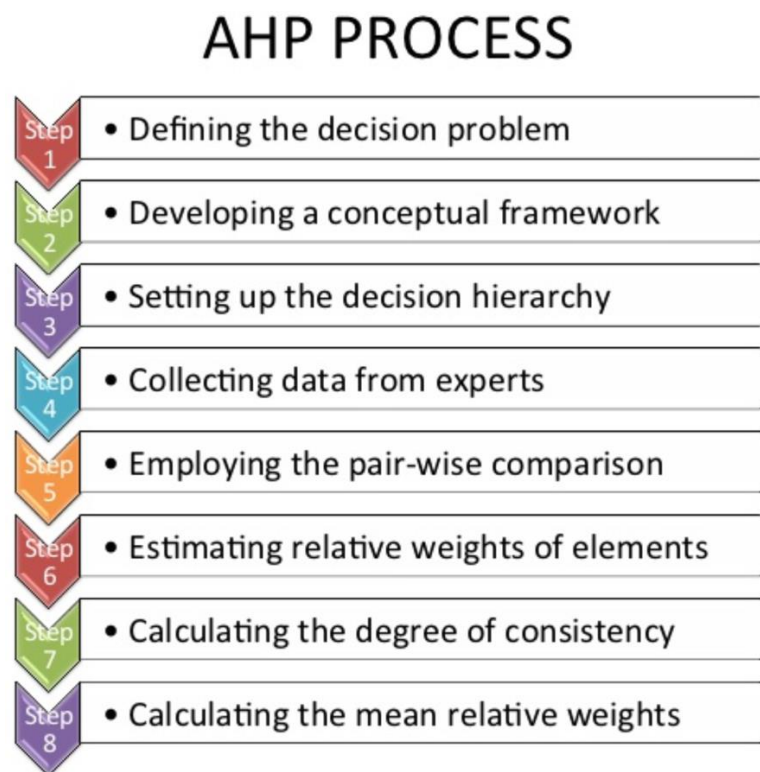 AHP PROCESS
Step
1
• Defining the decision problem
Step
2
• Developing a conceptual framework
Step
3
• Setting up the decision hierarchy
Step
4
• Collecting data from experts
Step
5
• Employing the pair-wise comparison
Step
6
• Estimating relative weights of elements
Step
7
• Calculating the degree of consistency
Step
8
• Calculating the mean relative weights